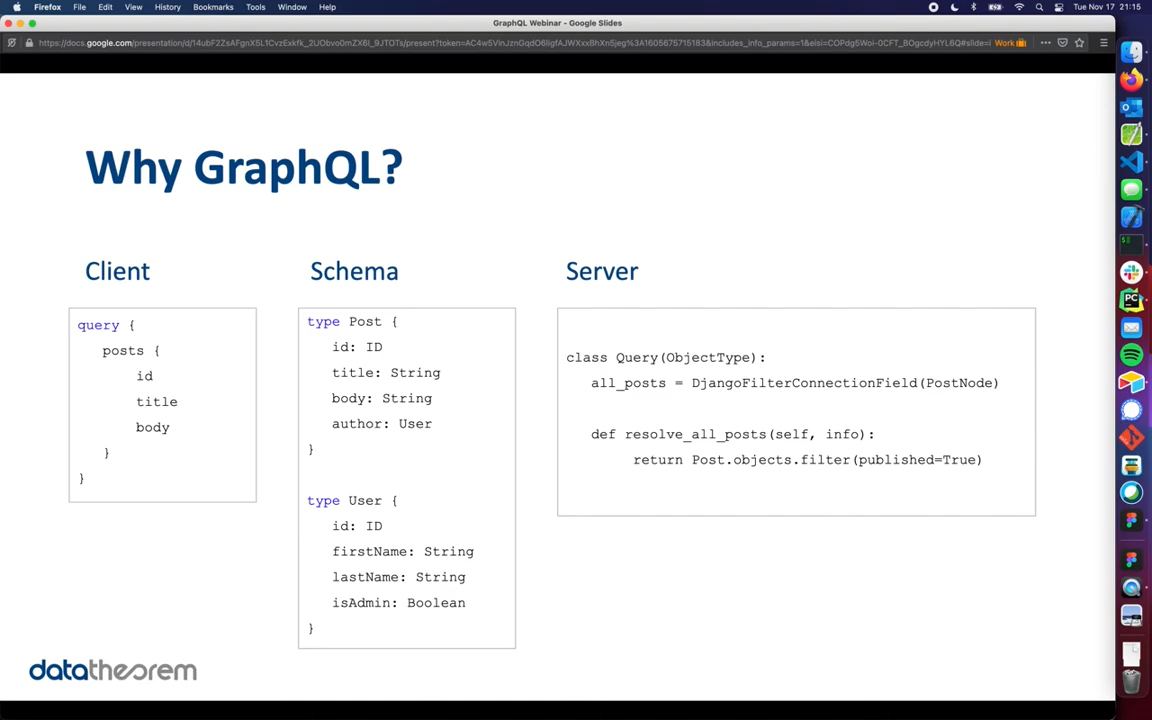 Firefox File Edit View History Bookmarks Tools Window Help Tue Nov 17 21:15
GraphQL Webinar - Google Slides
Work
Why GraphQL?
Client
query {
posts {
id
title
body
}
}
Schema
type Post {
id: ID
title: String
body: String
author: User
}
type User {
id: ID
firstName: String
lastName: String
isAdmin: Boolean
}
Server
class Query(ObjectType):
all_posts = DjangoFilterConnectionField(PostNode)
def resolve_all_posts(self, info):
return Post.objects.filter(published=True)
datatheorem